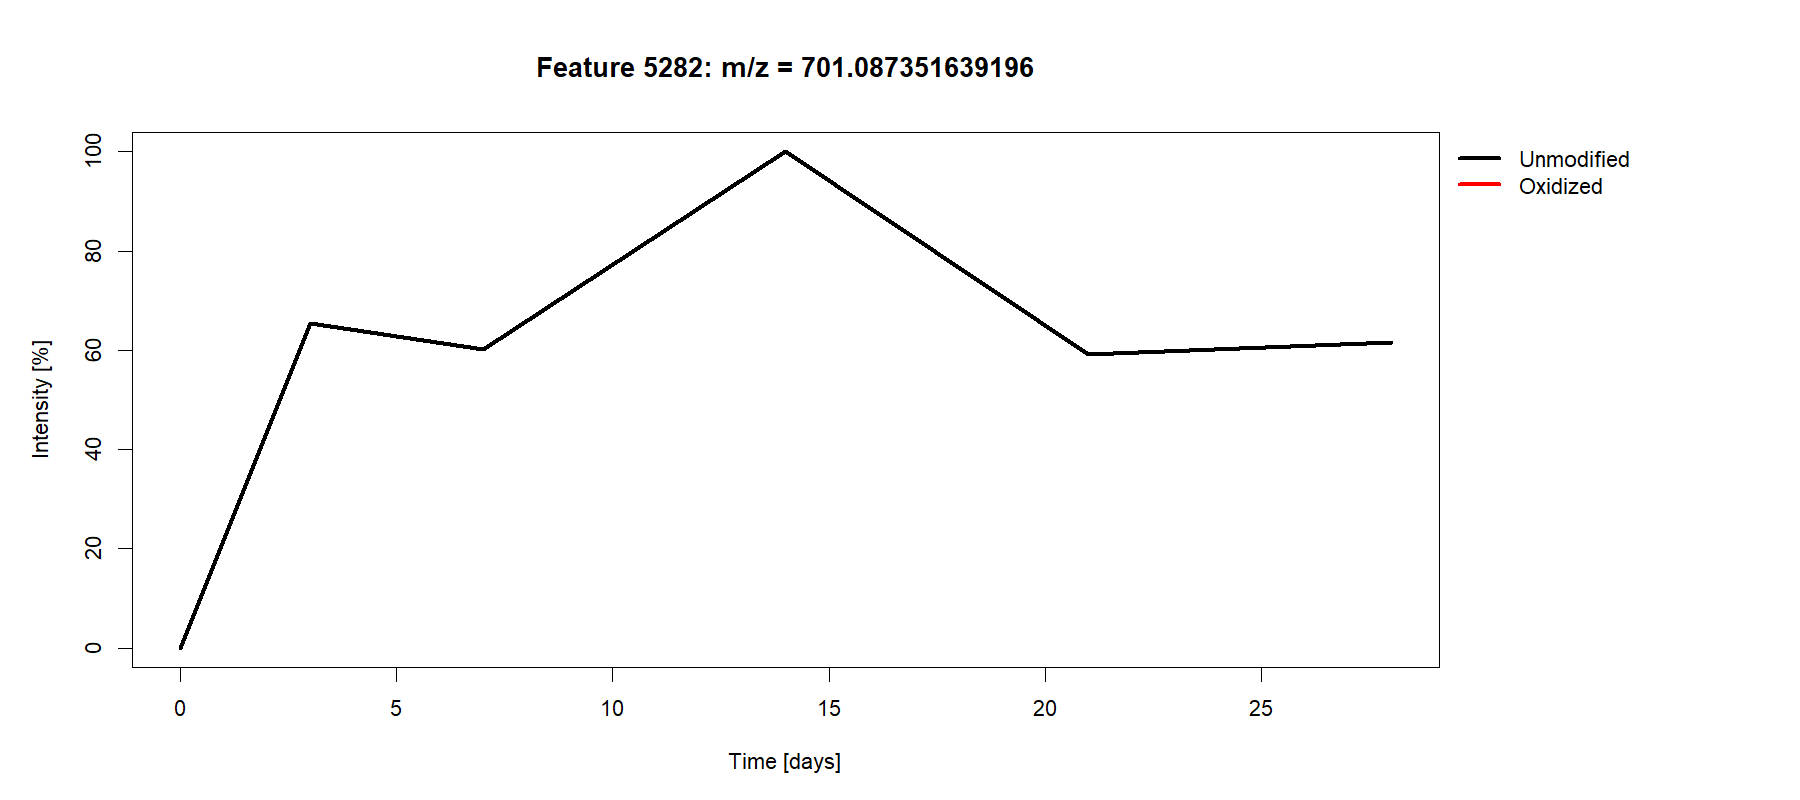 Feature 5282: m/z = 701.087351639196
Unmodified
Oxidized
Intensity [%]
100
80
60
40
20
0
0 5 10 15 20 25
Time [days]